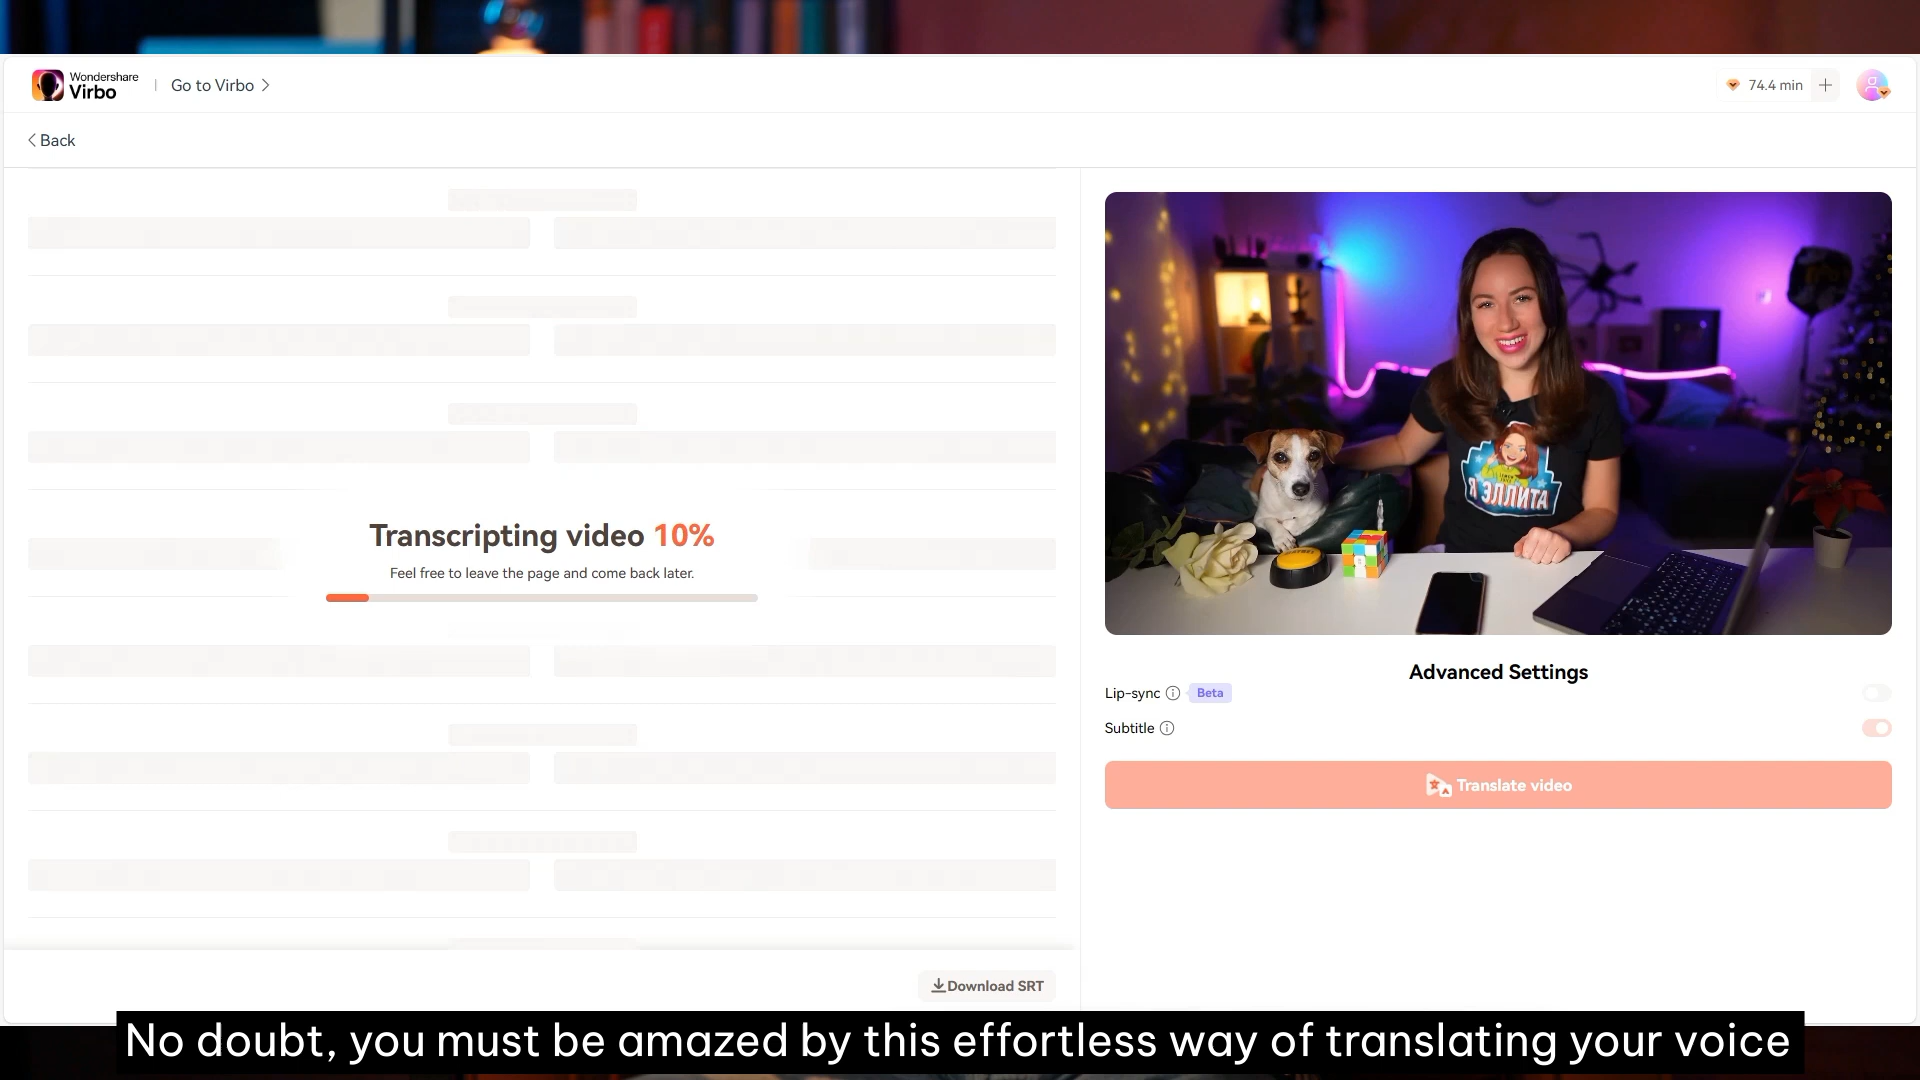 Wondershare
Virbo
Go to Virbo
74.4 min
Back
Transcripting video 10%
Feel free to leave the page and come back later.
Я ЭЛЛИТА
Advanced Settings
Lip-sync
Beta
Subtitle
Translate video
Download SRT
No doubt, you must be amazed by this effortless way of translating your voice